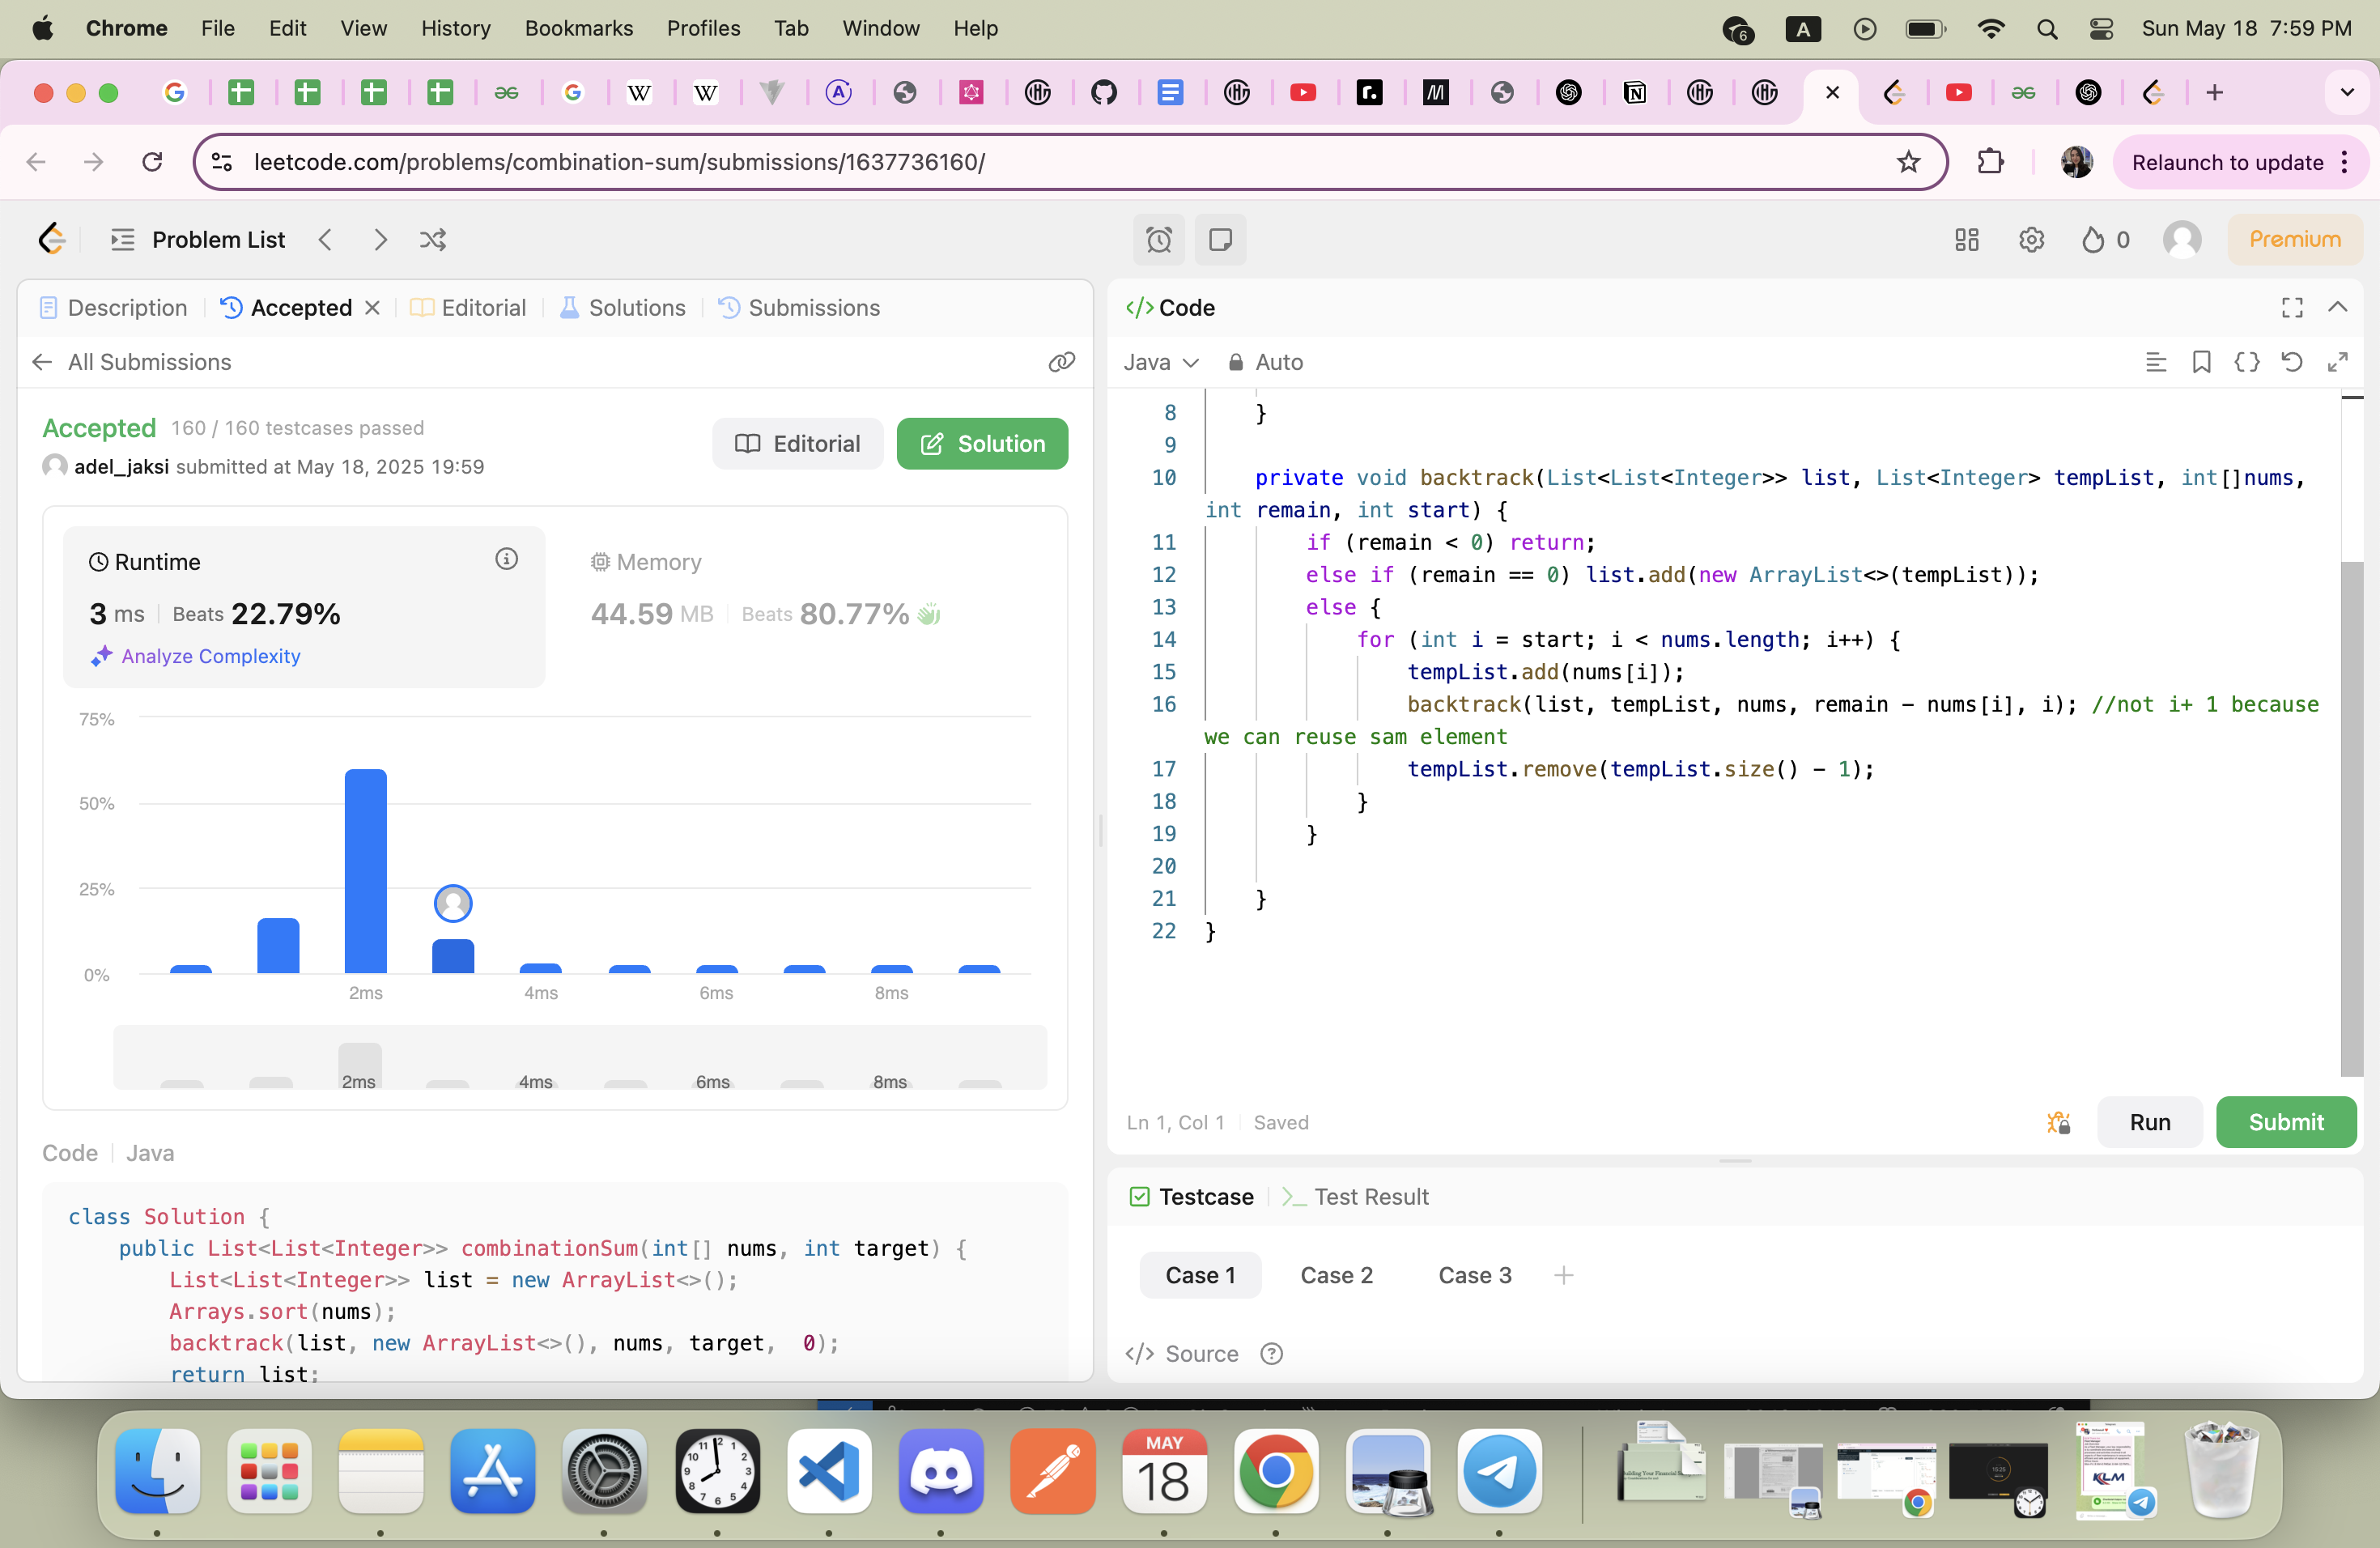 Chrome File Edit View History Bookmarks Profiles Tab Window Help 6 A Sun May 18 7:59 PM
leetcode.com/problems/combination-sum/submissions/1637736160/ Relaunch to update
Problem List 0 Premium
Description Accepted Editorial Solutions Submissions
All Submissions
Accepted 160 / 160 testcases passed
adel_jaksi submitted at May 18, 2025 19:59
Editorial Solution
Runtime
3 ms Beats 22.79%
Analyze Complexity
Memory
44.59 MB Beats 80.77%
75%
50%
25%
0%
2ms 4ms 6ms 8ms
2ms 4ms 6ms 8ms
Code Java
class Solution {
public List<List<Integer>> combinationSum(int[] nums, int target) {
List<List<Integer>> list = new ArrayList<>();
Arrays.sort(nums);
backtrack(list, new ArrayList<>(), nums, target, 0);
return list;
</> Code
Java Auto
8 }
9
10 private void backtrack(List<List<Integer>> list, List<Integer> tempList, int[]nums,
int remain, int start) {
11 if (remain < 0) return;
12 else if (remain == 0) list.add(new ArrayList<>(tempList));
13 else {
14 for (int i = start; i < nums.length; i++) {
15 tempList.add(nums[i]);
16 backtrack(list, tempList, nums, remain - nums[i], i); //not i+ 1 because
we can reuse sam element
17 tempList.remove(tempList.size() - 1);
18 }
19 }
20
21 }
22 }
Ln 1, Col 1 Saved
Run Submit
Testcase Test Result
Case 1 Case 2 Case 3 +
</> Source
MAY
18
KLM